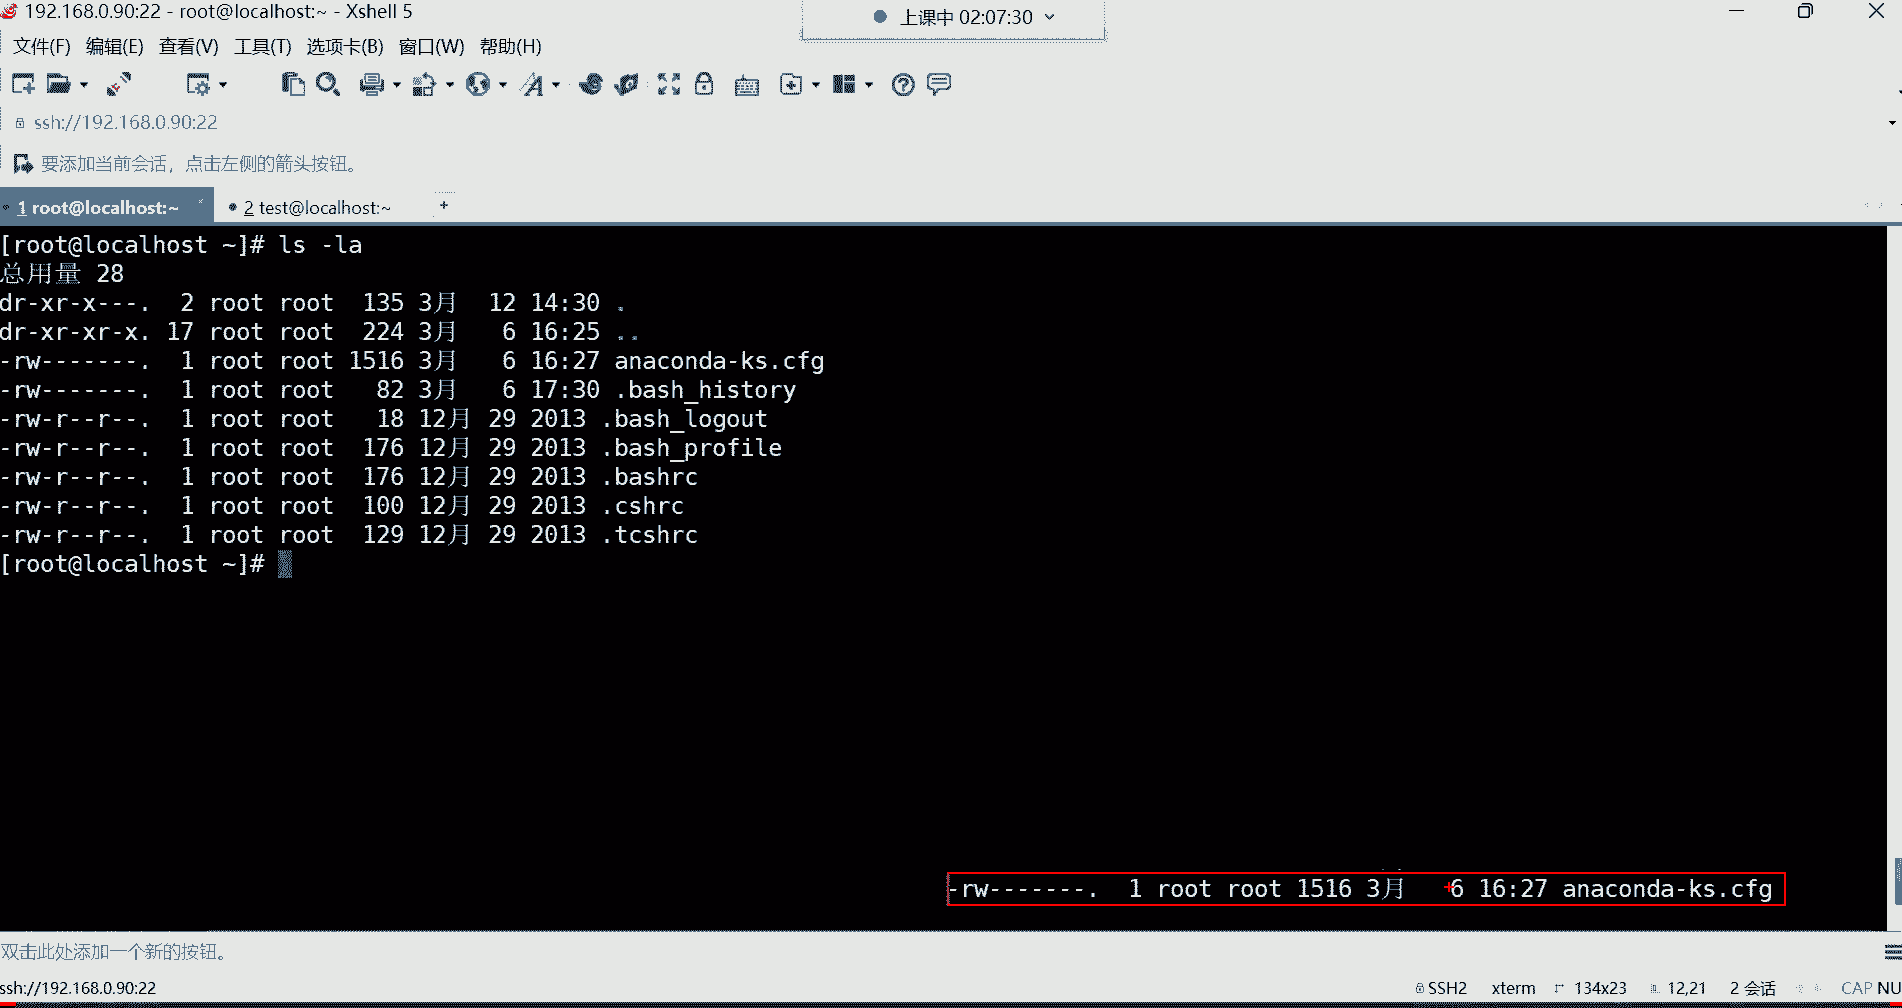 192.168.0.90:22 - root@localhost:~ - Xshell 5
上课中 02:07:30
文件(F) 编辑(E) 查看(V) 工具(T) 选项卡(B) 窗口(W) 帮助(H)
ssh://192.168.0.90:22
要添加当前会话，点击左侧的箭头按钮。
1 root@localhost:~ 2 test@localhost:~ +
[root@localhost ~]# ls -la
总用量 28
dr-xr-x---.  2 root root  135 3月  12 14:30 .
dr-xr-xr-x. 17 root root  224 3月   6 16:25 ..
-rw-------.  1 root root 1516 3月   6 16:27 anaconda-ks.cfg
-rw-------.  1 root root   82 3月   6 17:30 .bash_history
-rw-r--r--.  1 root root   18 12月 29 2013 .bash_logout
-rw-r--r--.  1 root root  176 12月 29 2013 .bash_profile
-rw-r--r--.  1 root root  176 12月 29 2013 .bashrc
-rw-r--r--.  1 root root  100 12月 29 2013 .cshrc
-rw-r--r--.  1 root root  129 12月 29 2013 .tcshrc
[root@localhost ~]#
-rw-------.  1 root root 1516 3月   6 16:27 anaconda-ks.cfg
双击此处添加一个新的按钮。
ssh://192.168.0.90:22 SSH2 xterm 134x23 12,21 2 会话 CAP NU